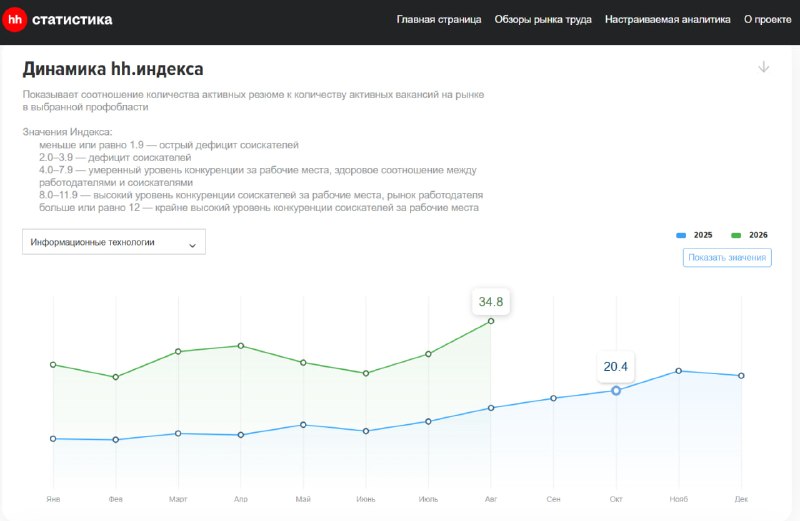 hh статистика
Главная страница Обзоры рынка труда Настраиваемая аналитика О проекте
Динамика hh.индекса
Показывает соотношение количества активных резюме к количеству активных вакансий на рынке
в выбранной профобласти
Значения Индекса:
меньше или равно 1.9 — острый дефицит соискателей
2.0–3.9 — дефицит соискателей
4.0–7.9 — умеренный уровень конкуренции за рабочие места, здоровое соотношение между
работодателями и соискателями
8.0–11.9 — высокий уровень конкуренции соискателей за рабочие места, рынок работодателя
больше или равно 12 — крайне высокий уровень конкуренции соискателей за рабочие места
Информационные технологии
2025 2026
Показать значения
34.8
20.4
Янв Фев Март Апр Май Июнь Июль Авг Сен Окт Нояб Дек